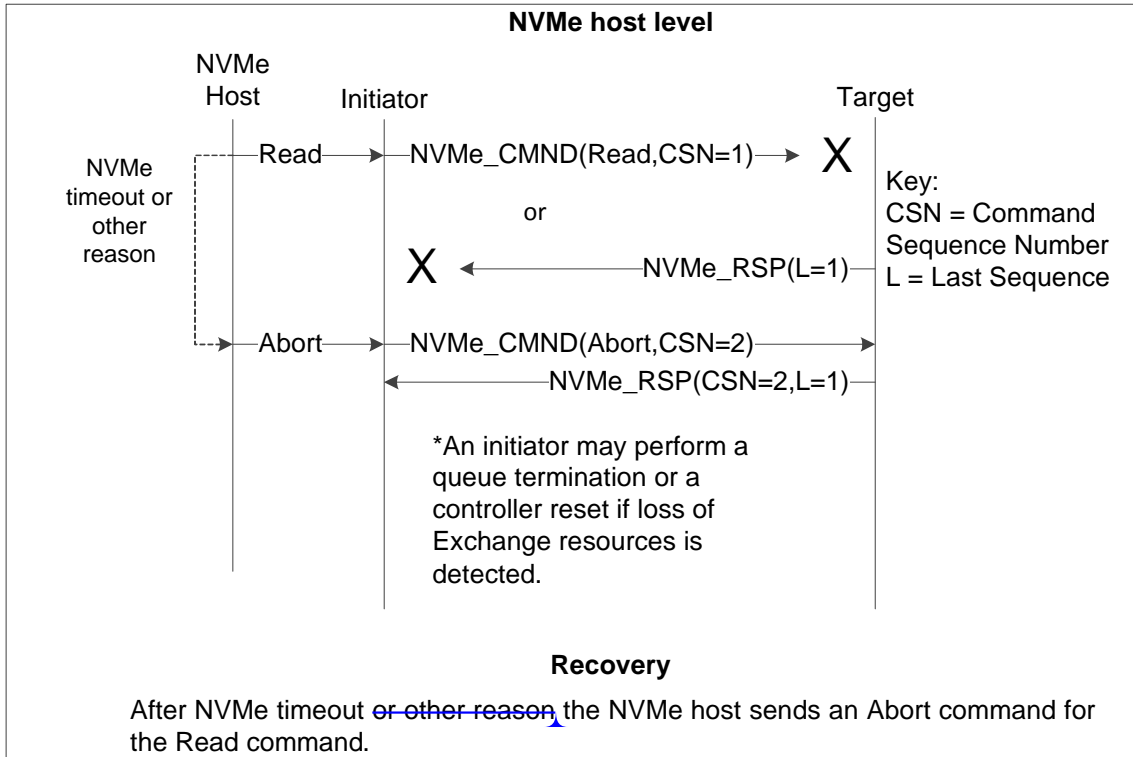 NVMe host level
NVMe
Host
Initiator
Target
Read
NVMe_CMND(Read,CSN=1)
X
NVMe
timeout or
other
reason
or
Key:
CSN = Command
Sequence Number
L = Last Sequence
X
NVMe_RSP(L=1)
Abort
NVMe_CMND(Abort,CSN=2)
NVMe_RSP(CSN=2,L=1)
*An initiator may perform a
queue termination or a
controller reset if loss of
Exchange resources is
detected.
Recovery
After NVMe timeout or other reason, the NVMe host sends an Abort command for
the Read command.